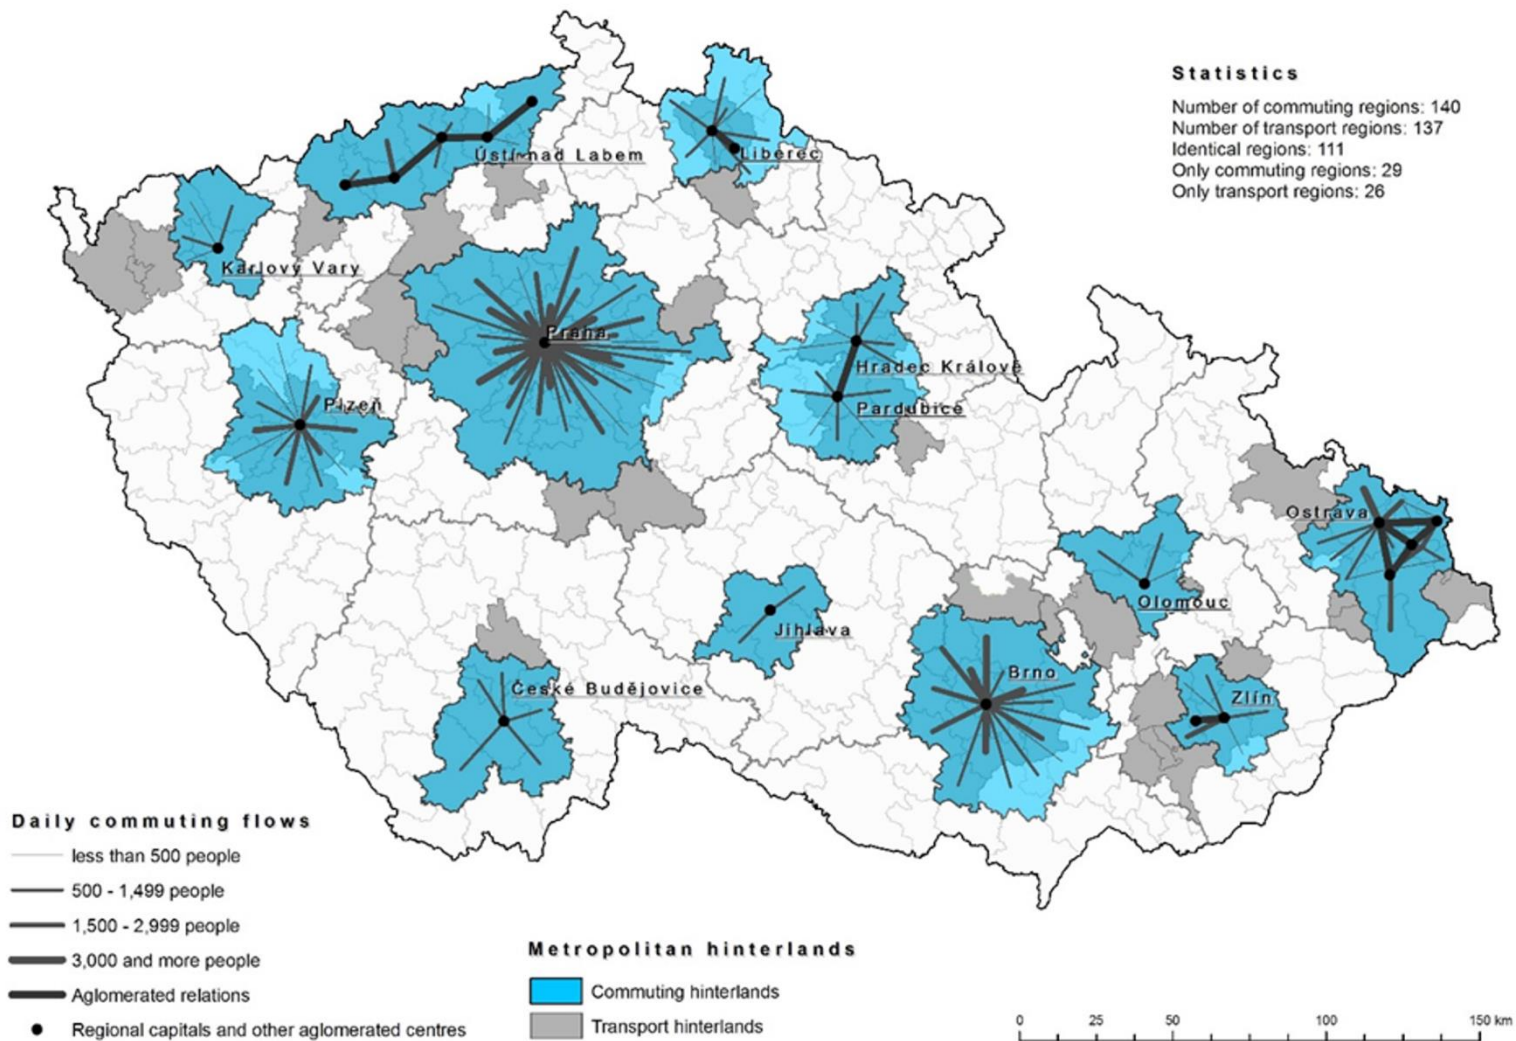 Statistics
Number of commuting regions: 140
Number of transport regions: 137
Identical regions: 111
Only commuting regions: 29
Only transport regions: 26
Liberec
Ústí nad Labem
Karlovy Vary
Praha
Hradec Králové
Plzeň
Pardubice
Ostrava
Olomouc
Jihlava
Brno
České Budějovice
Zlín
Daily commuting flows
less than 500 people
500 - 1,499 people
1,500 - 2,999 people
3,000 and more people
Aglomerated relations
Regional capitals and other aglomerated centres
Metropolitan hinterlands
Commuting hinterlands
Transport hinterlands
0 25 50 100 150 km